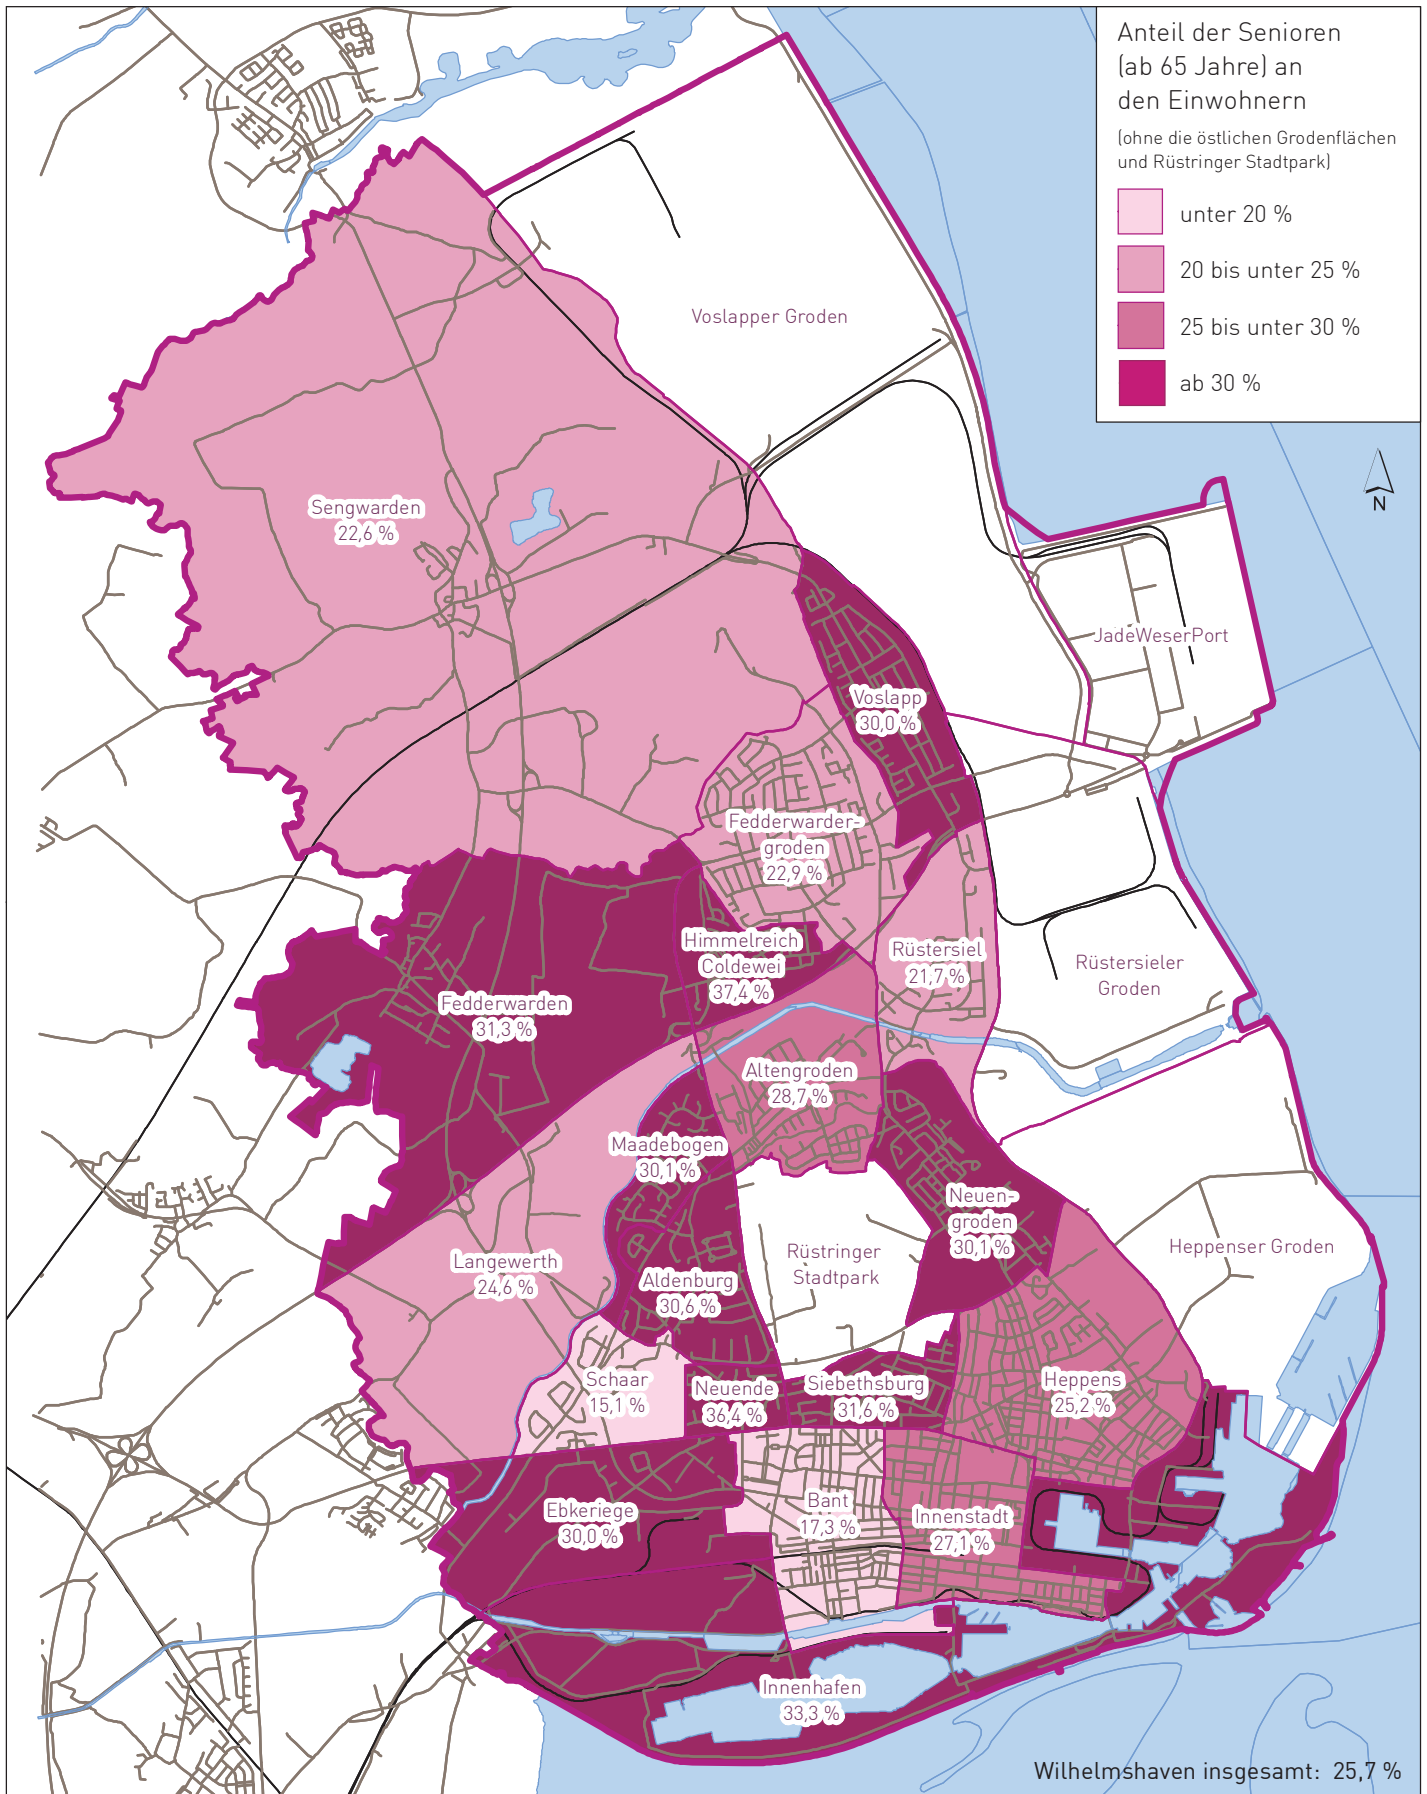 Anteil der Senioren
(ab 65 Jahre) an
den Einwohnern
(ohne die östlichen Grodenflächen
und Rüstringer Stadtpark)
unter 20 %
20 bis unter 25 %
25 bis unter 30 %
ab 30 %
N
Voslapper Groden
Sengwarden
22,6 %
JadeWeserPort
Voslapp
30,0 %
Fedderwarder-
groden
22,9 %
Himmelreich
Coldewei
37,4 %
Rüstersiel
21,7 %
Rüstersieler
Groden
Fedderwarden
31,3 %
Altengroden
28,7 %
Maadebogen
30,1 %
Neuen-
groden
30,1 %
Rüstringer
Stadtpark
Heppenser Groden
Langewerth
24,6 %
Aldenburg
30,6 %
Schaar
15,1 %
Neuende
36,4 %
Siebethsburg
31,6 %
Heppens
25,2 %
Ebkeriege
30,0 %
Bant
17,3 %
Innenstadt
27,1 %
Innenhafen
33,3 %
Wilhelmshaven insgesamt: 25,7 %